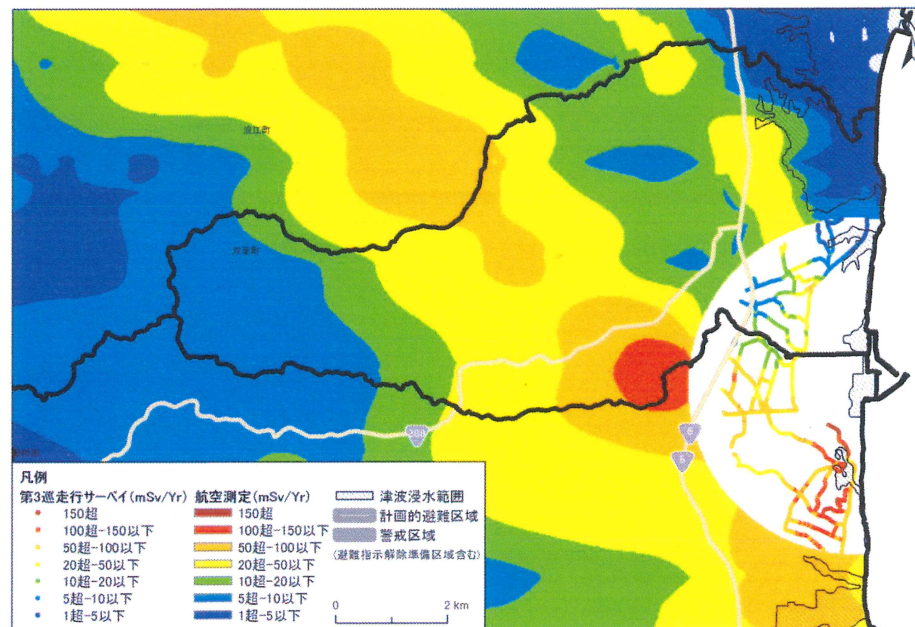 浪江町
双葉町
288
6
6
凡例
第3巡走行サーベイ(mSv/Yr)
150超
100超-150以下
50超-100以下
20超-50以下
10超-20以下
5超-10以下
1超-5以下
航空測定(mSv/Yr)
150超
100超-150以下
50超-100以下
20超-50以下
10超-20以下
5超-10以下
1超-5以下
津波浸水範囲
計画的避難区域
警戒区域
(避難指示解除準備区域含む)
0 2 km